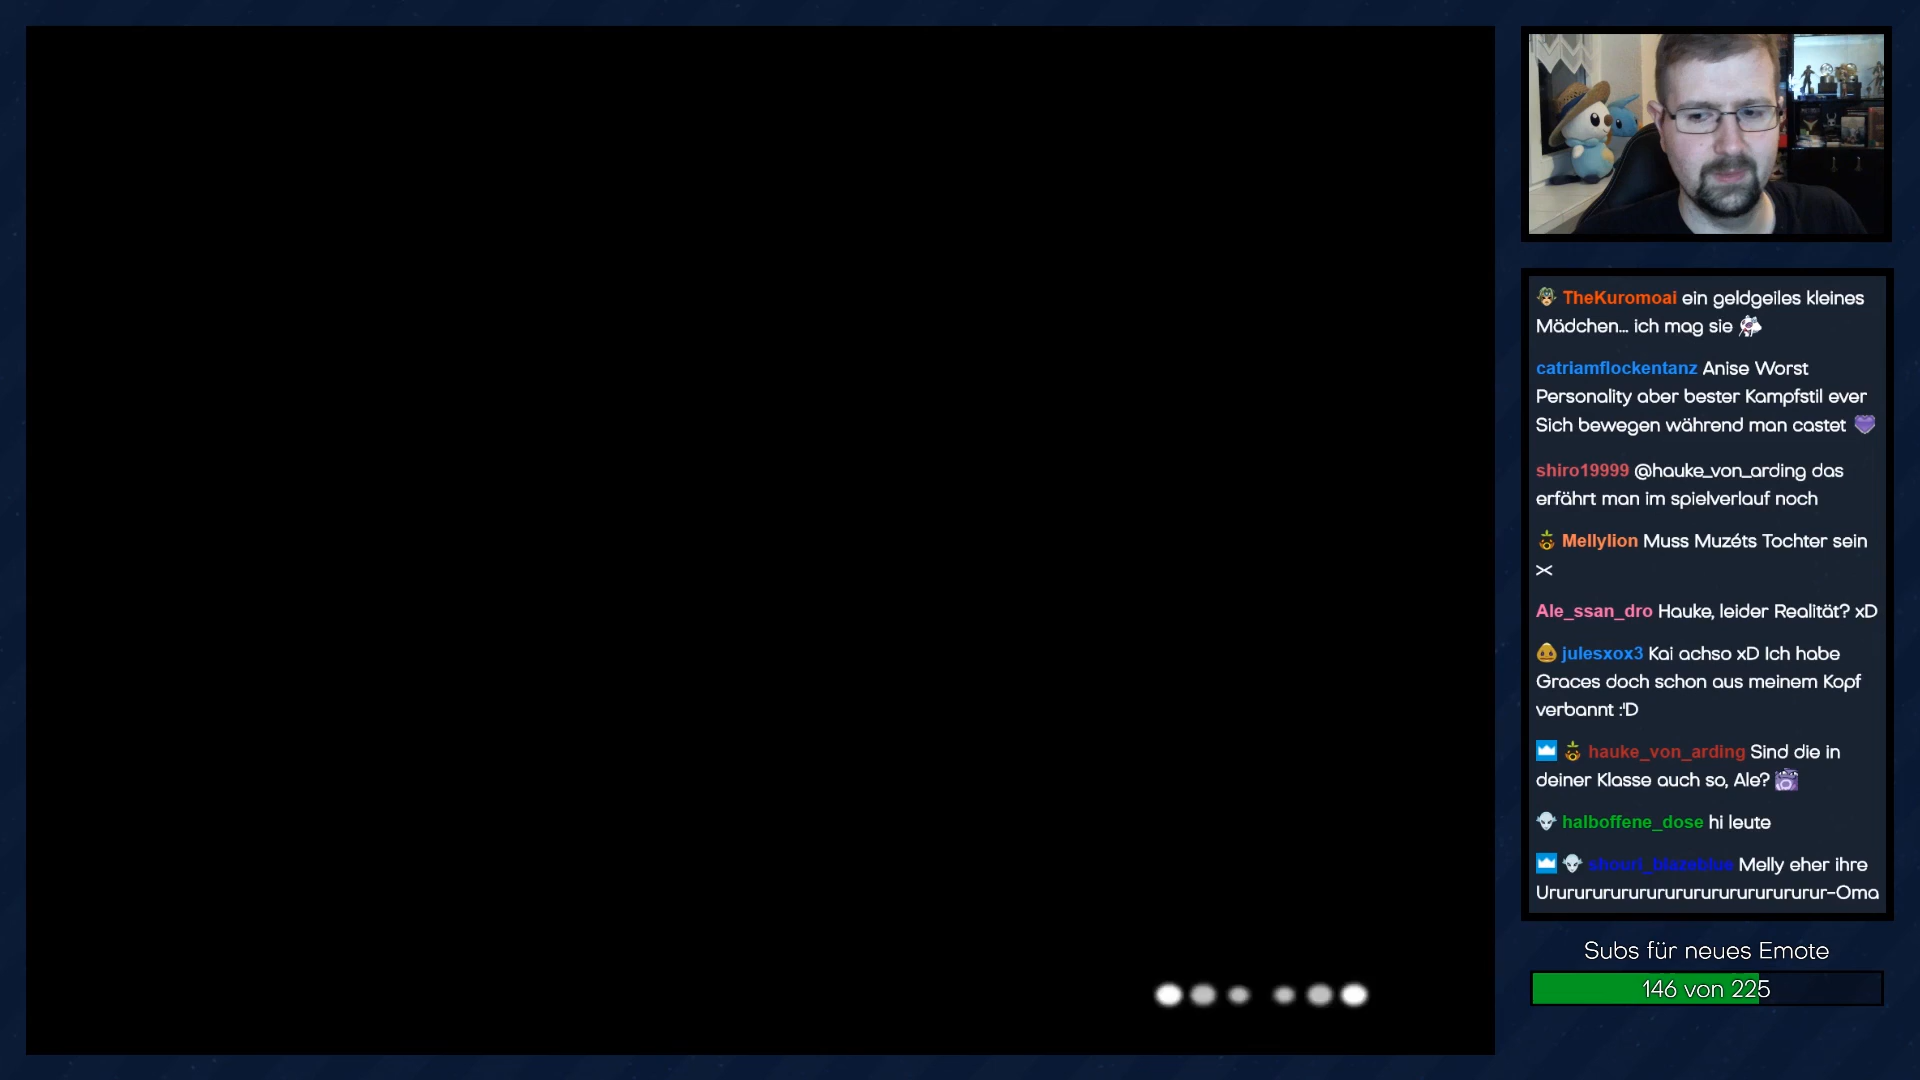 TheKuromoai ein geldgeiles kleines
Mädchen... ich mag sie
catriamflockentanz Anise Worst
Personality aber bester Kampfstil ever
Sich bewegen während man castet
shiro19999 @hauke_von_arding das
erfährt man im spielverlauf noch
Mellylion Muss Muzéts Tochter sein
><
Ale_ssan_dro Hauke, leider Realität? xD
julesxox3 Kai achso xD Ich habe
Graces doch schon aus meinem Kopf
verbannt :'D
hauke_von_arding Sind die in
deiner Klasse auch so, Ale?
halboffene_dose hi leute
shouri_blazeblue Melly eher ihre
Ururururururururururururururur-Oma
Subs für neues Emote
146 von 225